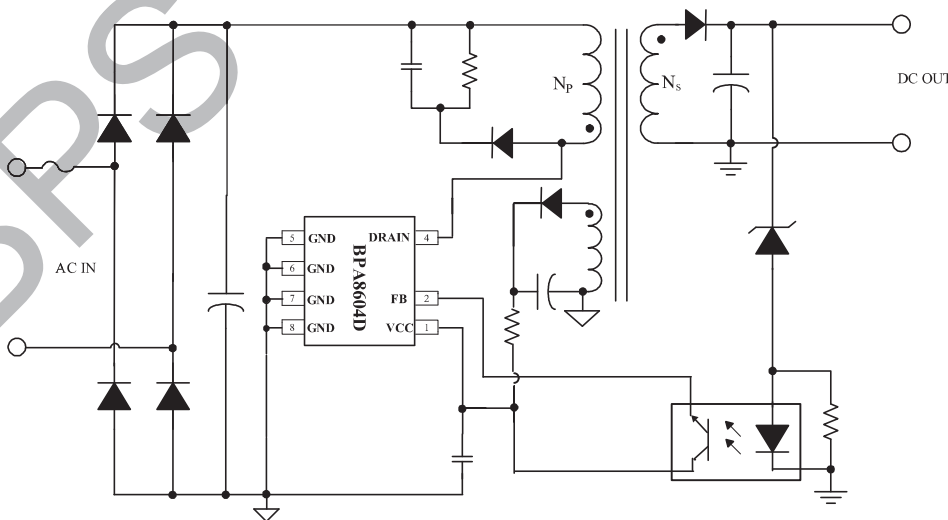 BPS
DC OUT
N_P
N_S
AC IN
5 GND DRAIN 4
6 GND
7 GND FB 2
8 GND VCC 1
BPA8604D